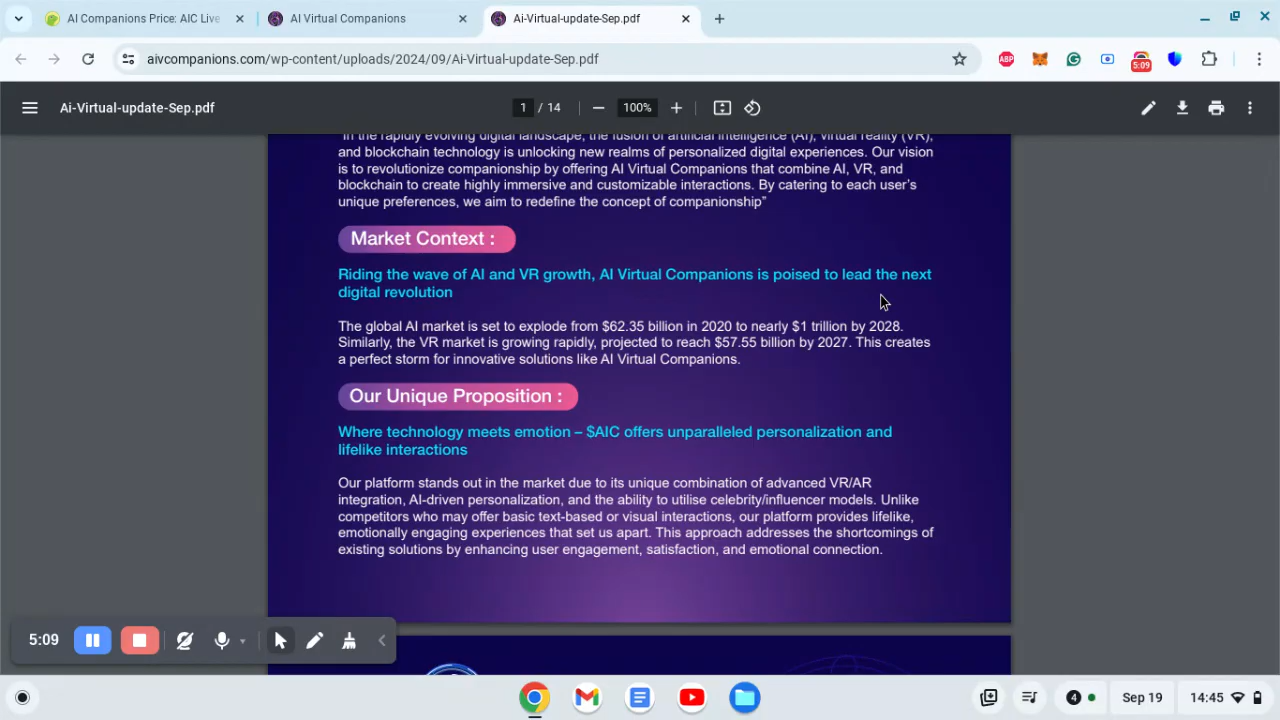 AI Companions Price: AIC Live
AI Virtual Companions
Ai-Virtual-update-Sep.pdf
aivcompanions.com/wp-content/uploads/2024/09/Ai-Virtual-update-Sep.pdf
ABP
5:09
Ai-Virtual-update-Sep.pdf
1 / 14
100%
"In the rapidly evolving digital landscape, the fusion of artificial intelligence (AI), virtual reality (VR),
and blockchain technology is unlocking new realms of personalized digital experiences. Our vision
is to revolutionize companionship by offering AI Virtual Companions that combine AI, VR, and
blockchain to create highly immersive and customizable interactions. By catering to each user's
unique preferences, we aim to redefine the concept of companionship"
Market Context :
Riding the wave of AI and VR growth, AI Virtual Companions is poised to lead the next
digital revolution
The global AI market is set to explode from $62.35 billion in 2020 to nearly $1 trillion by 2028.
Similarly, the VR market is growing rapidly, projected to reach $57.55 billion by 2027. This creates
a perfect storm for innovative solutions like AI Virtual Companions.
Our Unique Proposition :
Where technology meets emotion – $AIC offers unparalleled personalization and
lifelike interactions
Our platform stands out in the market due to its unique combination of advanced VR/AR
integration, AI-driven personalization, and the ability to utilise celebrity/influencer models. Unlike
competitors who may offer basic text-based or visual interactions, our platform provides lifelike,
emotionally engaging experiences that set us apart. This approach addresses the shortcomings of
existing solutions by enhancing user engagement, satisfaction, and emotional connection.
5:09
4
Sep 19
14:45